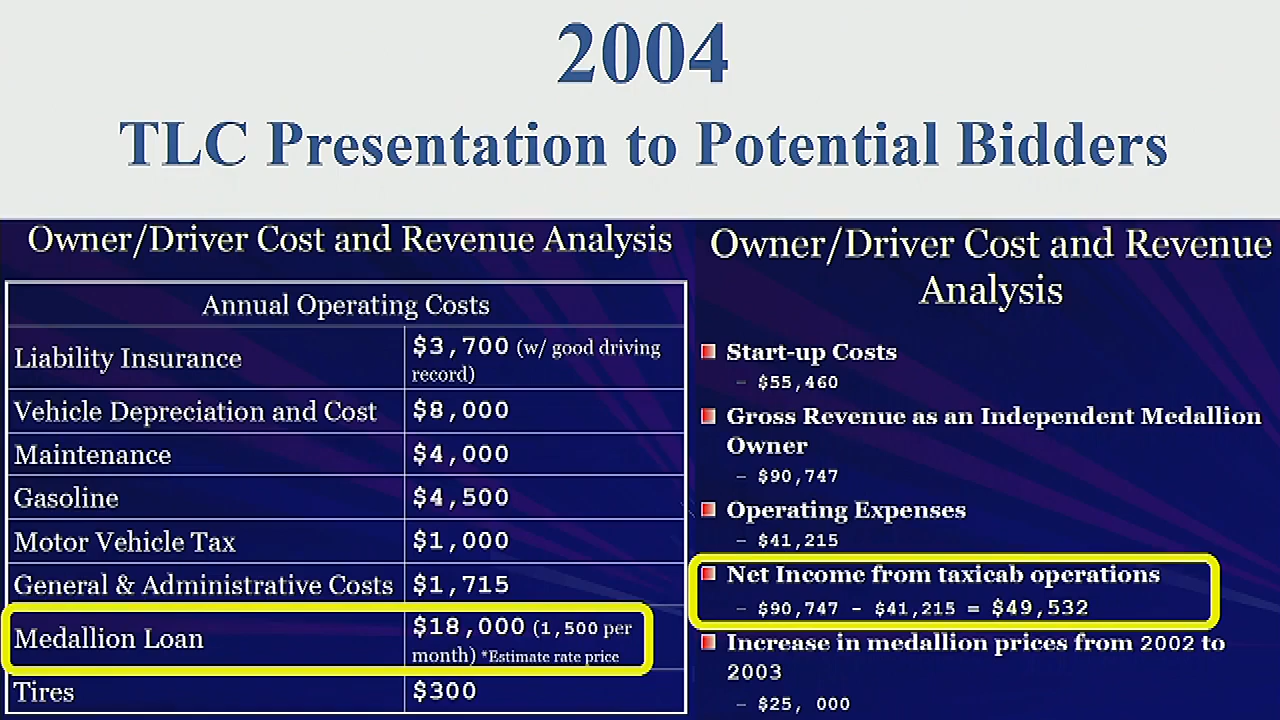 2004
TLC Presentation to Potential Bidders
Owner/Driver Cost and Revenue Analysis
Annual Operating Costs
Liability Insurance
$3,700 (w/ good driving
record)
Vehicle Depreciation and Cost
$8,000
Maintenance
$4,000
Gasoline
$4,500
Motor Vehicle Tax
$1,000
General & Administrative Costs
$1,715
Medallion Loan
$18,000 (1,500 per
month) *Estimate rate price
Tires
$300
Owner/Driver Cost and Revenue
Analysis
Start-up Costs
– $55,460
Gross Revenue as an Independent Medallion
Owner
– $90,747
Operating Expenses
– $41,215
Net Income from taxicab operations
– $90,747 – $41,215 = $49,532
Increase in medallion prices from 2002 to
2003
– $25, 000